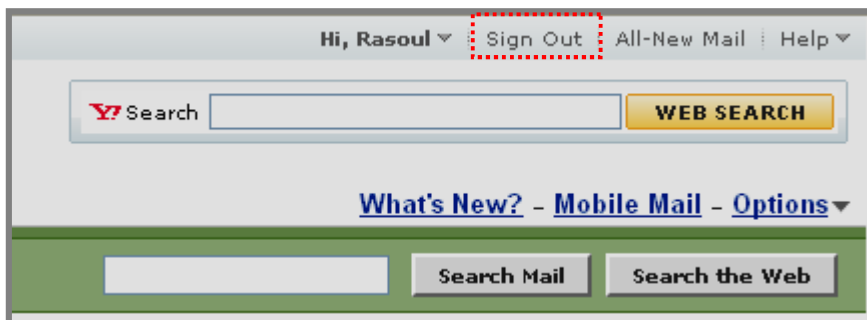 Hi, Rasoul Sign Out All-New Mail Help
Y! Search WEB SEARCH
What's New? – Mobile Mail – Options
Search Mail Search the Web